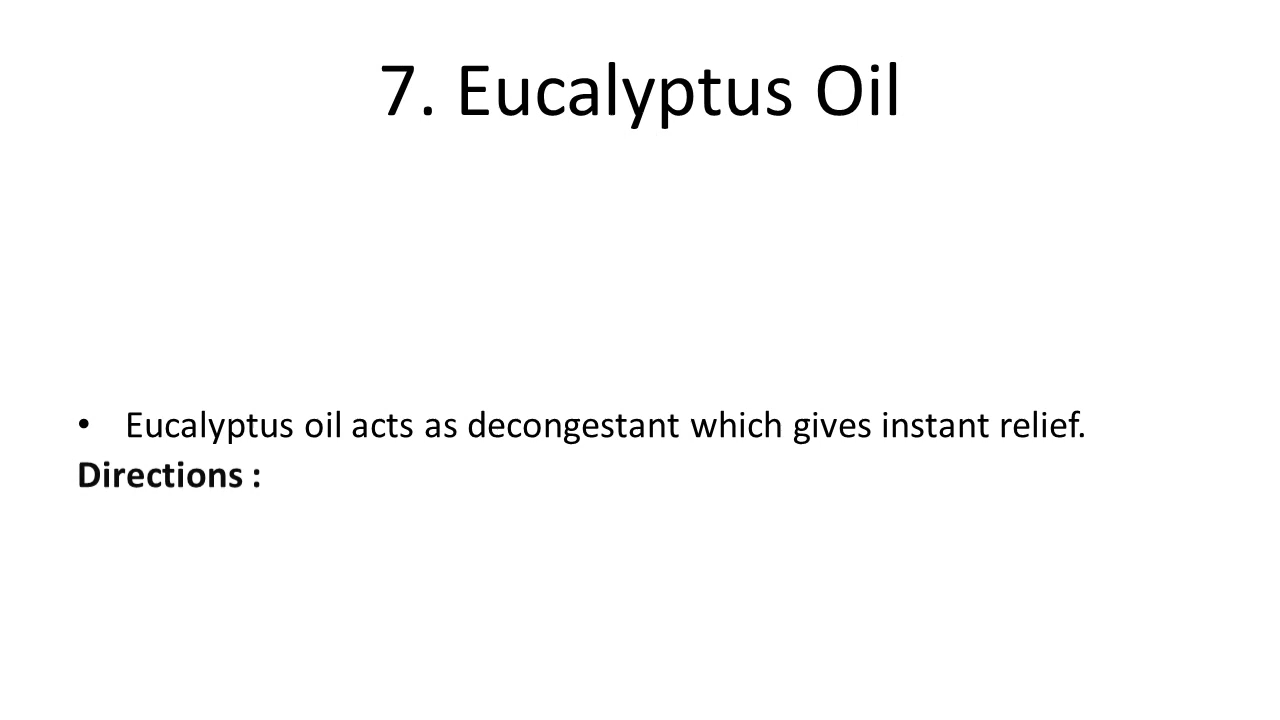 7. Eucalyptus Oil
• Eucalyptus oil acts as decongestant which gives instant relief.
Directions :